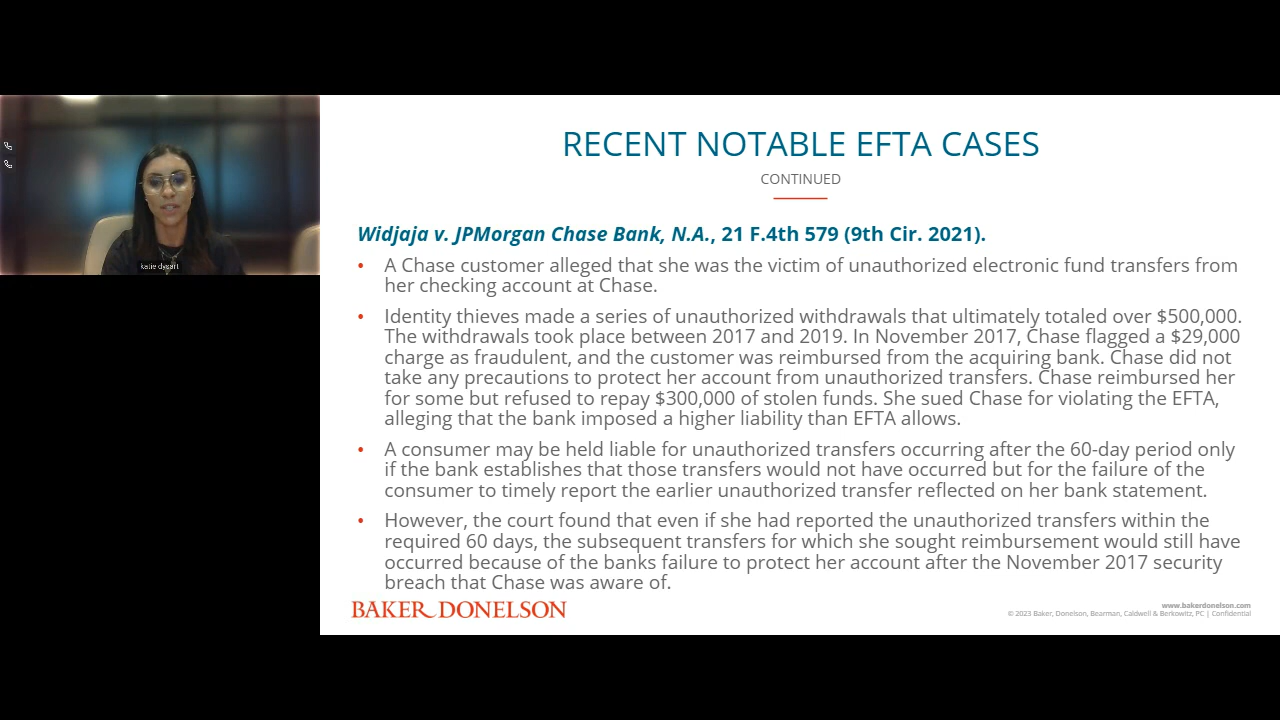 katie dysart
RECENT NOTABLE EFTA CASES
CONTINUED
Widjaja v. JPMorgan Chase Bank, N.A., 21 F.4th 579 (9th Cir. 2021).
• A Chase customer alleged that she was the victim of unauthorized electronic fund transfers from
her checking account at Chase.
• Identity thieves made a series of unauthorized withdrawals that ultimately totaled over $500,000.
The withdrawals took place between 2017 and 2019. In November 2017, Chase flagged a $29,000
charge as fraudulent, and the customer was reimbursed from the acquiring bank. Chase did not
take any precautions to protect her account from unauthorized transfers. Chase reimbursed her
for some but refused to repay $300,000 of stolen funds. She sued Chase for violating the EFTA,
alleging that the bank imposed a higher liability than EFTA allows.
• A consumer may be held liable for unauthorized transfers occurring after the 60-day period only
if the bank establishes that those transfers would not have occurred but for the failure of the
consumer to timely report the earlier unauthorized transfer reflected on her bank statement.
• However, the court found that even if she had reported the unauthorized transfers within the
required 60 days, the subsequent transfers for which she sought reimbursement would still have
occurred because of the banks failure to protect her account after the November 2017 security
breach that Chase was aware of.
BAKER DONELSON
www.bakerdonelson.com
© 2023 Baker, Donelson, Bearman, Caldwell & Berkowitz, PC | Confidential